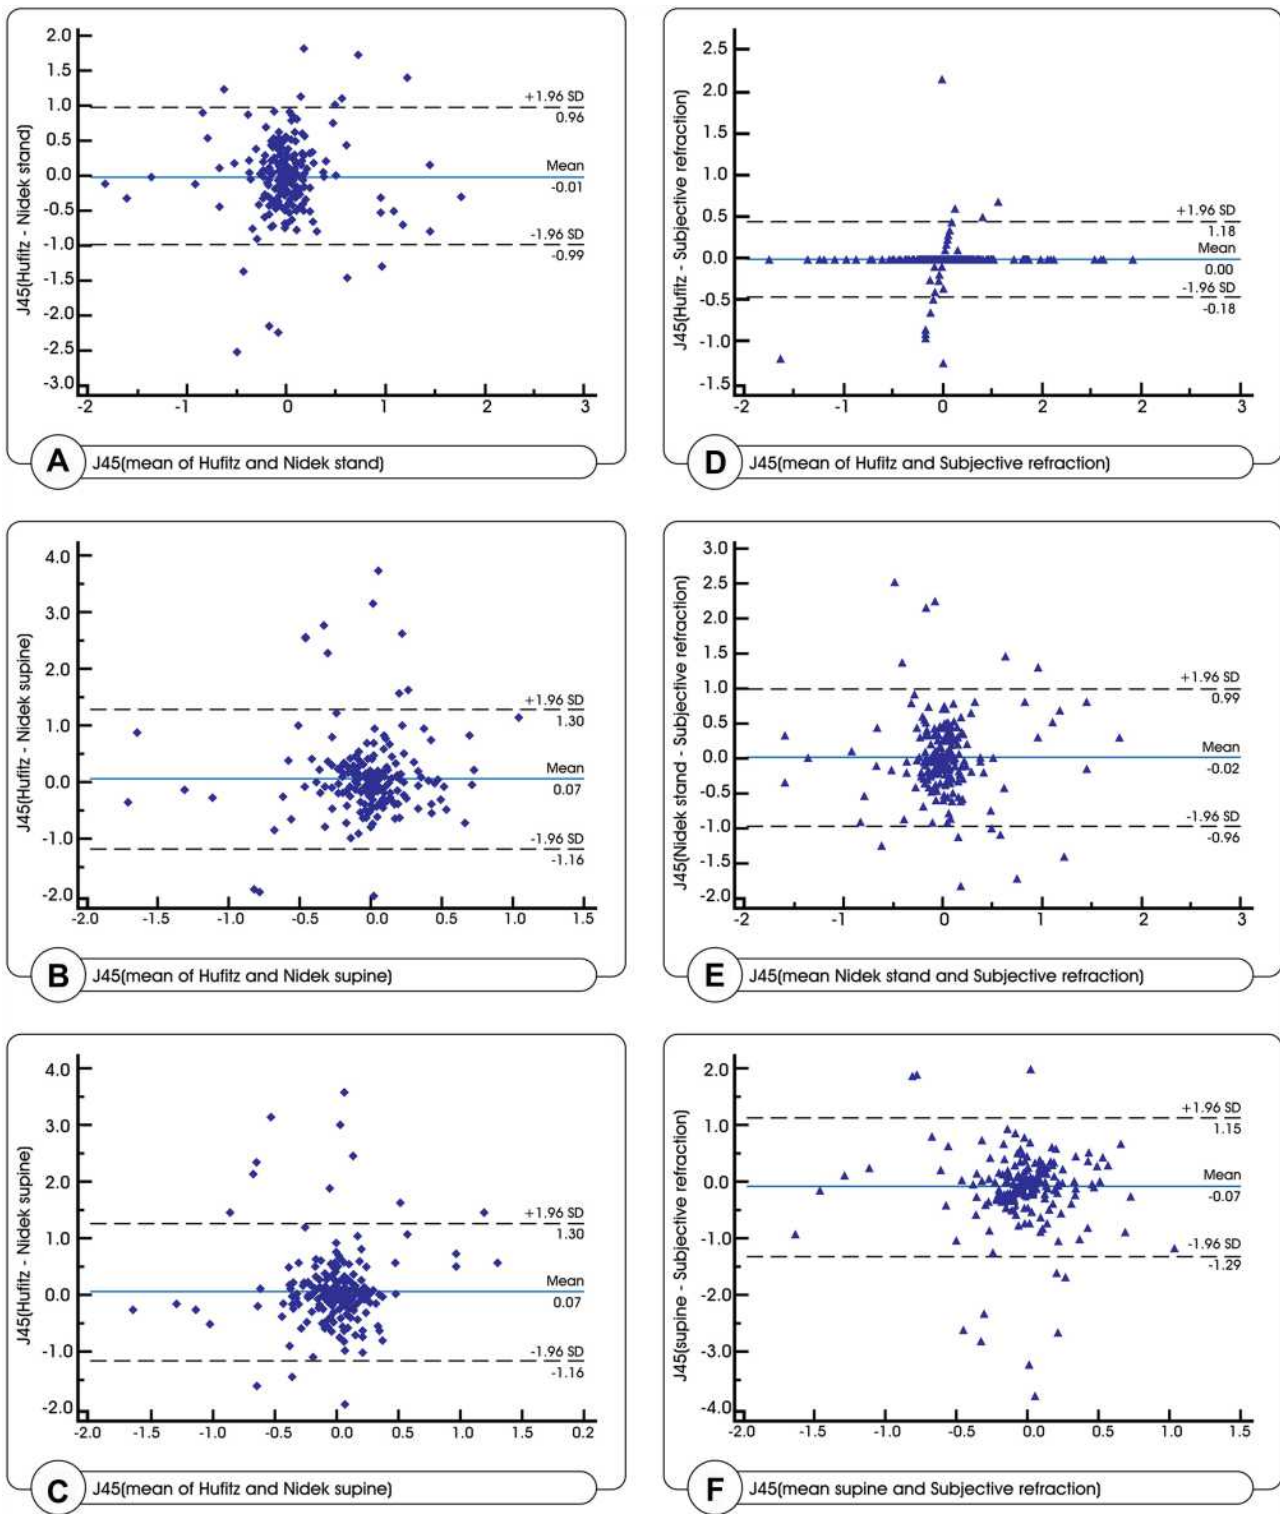 J45(Hufitz - Nidek stand)
2.0
1.5
1.0
0.5
0.0
-0.5
-1.0
-1.5
-2.0
-2.5
-3.0
+1.96 SD
0.96
Mean
-0.01
-1.96 SD
-0.99
-2 -1 0 2 2 3
A J45(mean of Hufitz and Nidek stand)
J45(Hufitz - Subjective refraction)
2.5
2.0
1.5
1.0
0.5
0.0
-0.5
-1.0
-1.5
+1.96 SD
1.18
Mean
0.00
-1.96 SD
-0.18
-2 -1 0 2 2 3
D J45(mean of Hufitz and Subjective refraction)
J45(Hufitz - Nidek supine)
4.0
3.0
2.0
1.0
0.0
-1.0
-2.0
+1.96 SD
1.30
Mean
0.07
-1.96 SD
-1.16
-2.0 -1.5 -1.0 -0.5 0.0 0.5 1.0 1.5
B J45(mean of Hufitz and Nidek supine)
J45(Nidek stand - Subjective refraction)
3.0
2.5
2.0
1.5
1.0
0.5
0.0
-0.5
-1.0
-1.5
-2.0
+1.96 SD
0.99
Mean
-0.02
-1.96 SD
-0.96
-2 -1 0 1 2 3
E J45(mean Nidek stand and Subjective refraction)
J45(Hufitz - Nidek supine)
4.0
3.0
2.0
1.0
0.0
-1.0
-2.0
+1.96 SD
1.30
Mean
0.07
-1.96 SD
-1.16
-2.0 -1.5 -1.0 -0.5 0.0 0.5 1.0 1.5 0.2
C J45(mean of Hufitz and Nidek supine)
J45(supine - Subjective refraction)
2.0
1.0
0.0
-1.0
-2.0
-3.0
-4.0
+1.96 SD
1.15
Mean
-0.07
-1.96 SD
-1.29
-2.0 -1.5 -1.0 -0.5 0.0 0.5 1.0 1.5
F J45(mean supine and Subjective refraction)